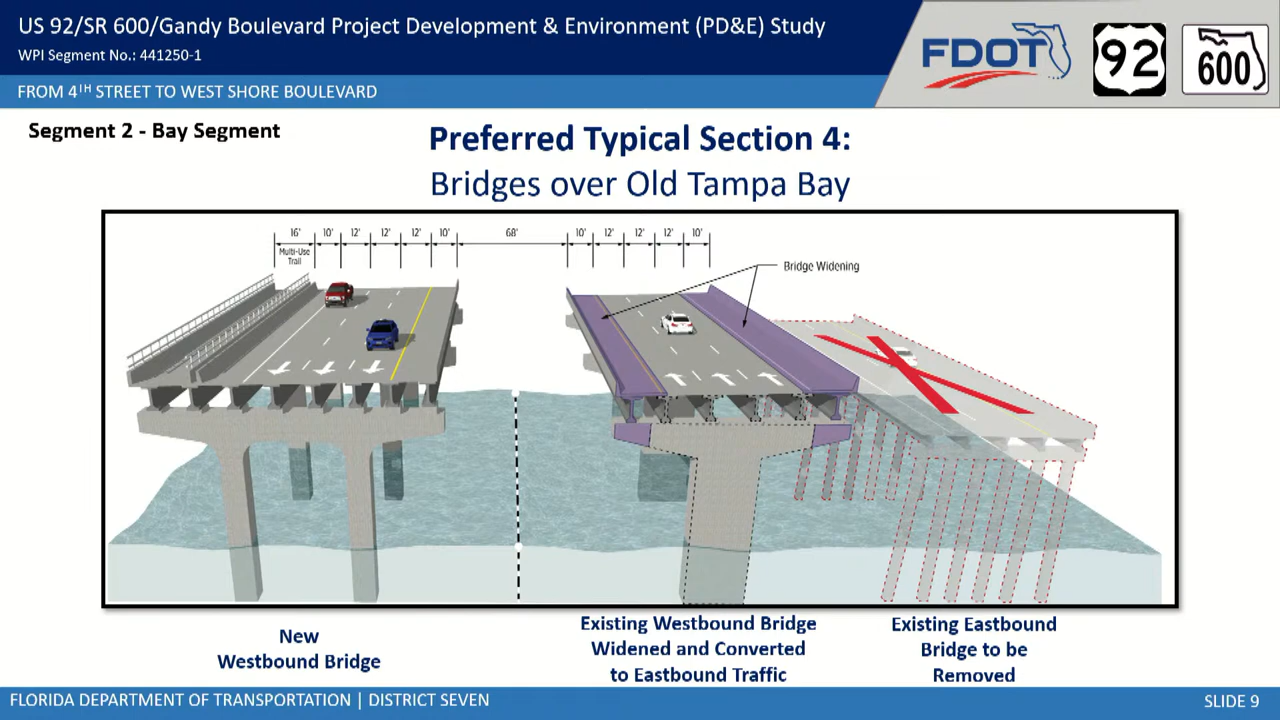 US 92/SR 600/Gandy Boulevard Project Development & Environment (PD&E) Study
WPI Segment No.: 441250-1
FROM 4TH STREET TO WEST SHORE BOULEVARD
FDOT
92
600
Segment 2 - Bay Segment
Preferred Typical Section 4:
Bridges over Old Tampa Bay
16' 10' 12' 12' 12' 10' 68' 10' 12' 12' 12' 10'
Multi-Use
Trail
Bridge Widening
New
Westbound Bridge
Existing Westbound Bridge
Widened and Converted
to Eastbound Traffic
Existing Eastbound
Bridge to be
Removed
FLORIDA DEPARTMENT OF TRANSPORTATION | DISTRICT SEVEN
SLIDE 9